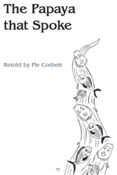 The Papaya
that Spoke
Retold by Pie Corbett